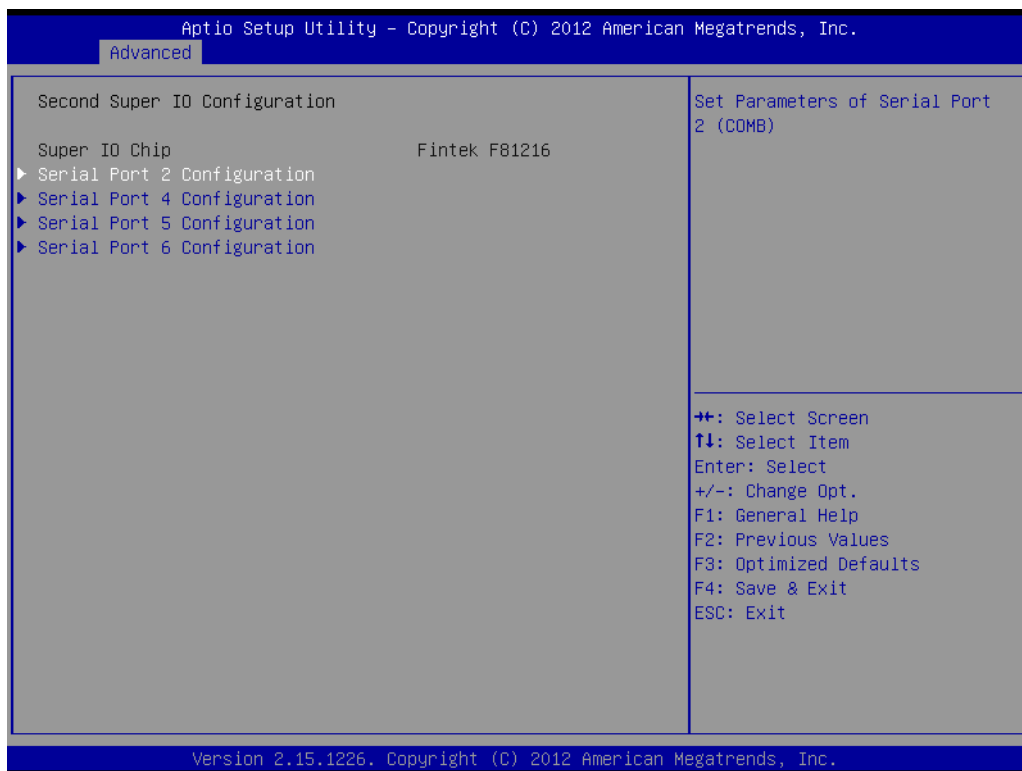 Aptio Setup Utility – Copyright (C) 2012 American Megatrends, Inc.
Advanced
Second Super IO Configuration
Super IO Chip Fintek F81216
▶ Serial Port 2 Configuration
▶ Serial Port 4 Configuration
▶ Serial Port 5 Configuration
▶ Serial Port 6 Configuration
Set Parameters of Serial Port
2 (COMB)
→←: Select Screen
↑↓: Select Item
Enter: Select
+/-: Change Opt.
F1: General Help
F2: Previous Values
F3: Optimized Defaults
F4: Save & Exit
ESC: Exit
Version 2.15.1226. Copyright (C) 2012 American Megatrends, Inc.